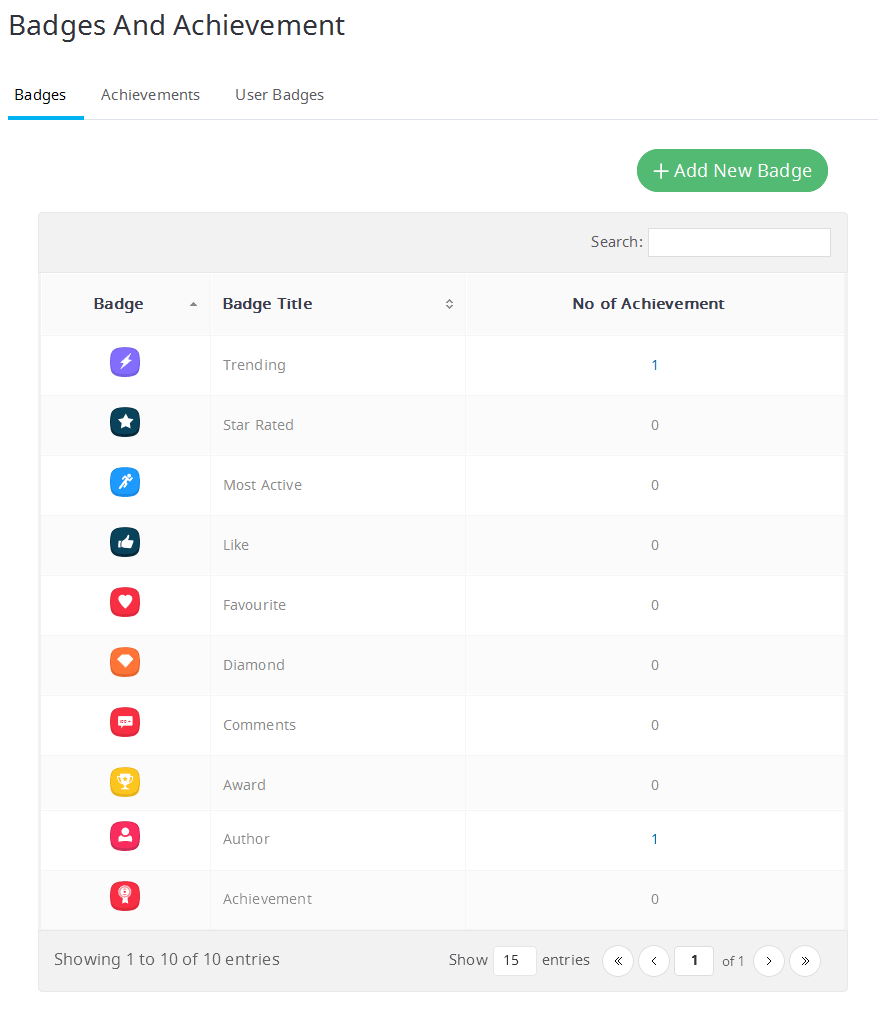 Badges And Achievement
Badges Achievements User Badges
+ Add New Badge
Search:
Badge Badge Title No of Achievement
Trending 1
Star Rated 0
Most Active 0
Like 0
Favourite 0
Diamond 0
Comments 0
Award 0
Author 1
Achievement 0
Showing 1 to 10 of 10 entries Show 15 entries « ‹ 1 of 1 › »